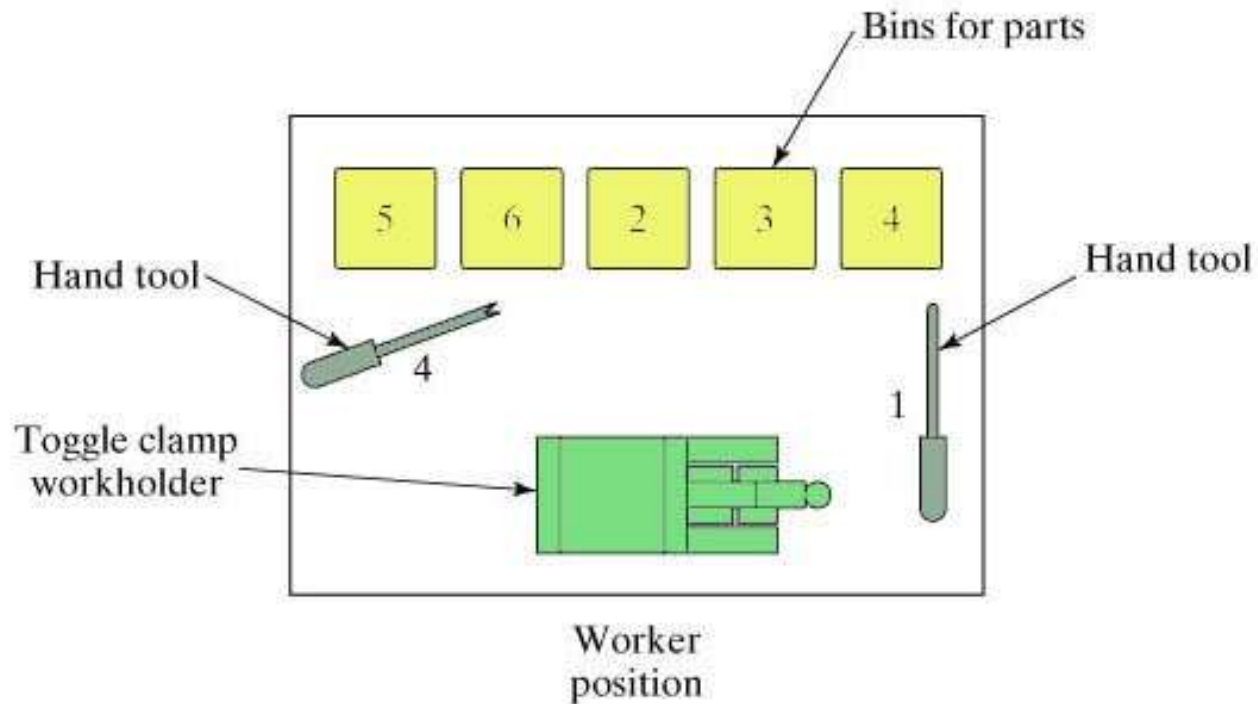 Bins for parts
5 6 2 3 4
Hand tool
Hand tool
4
1
Toggle clamp
workholder
Worker
position